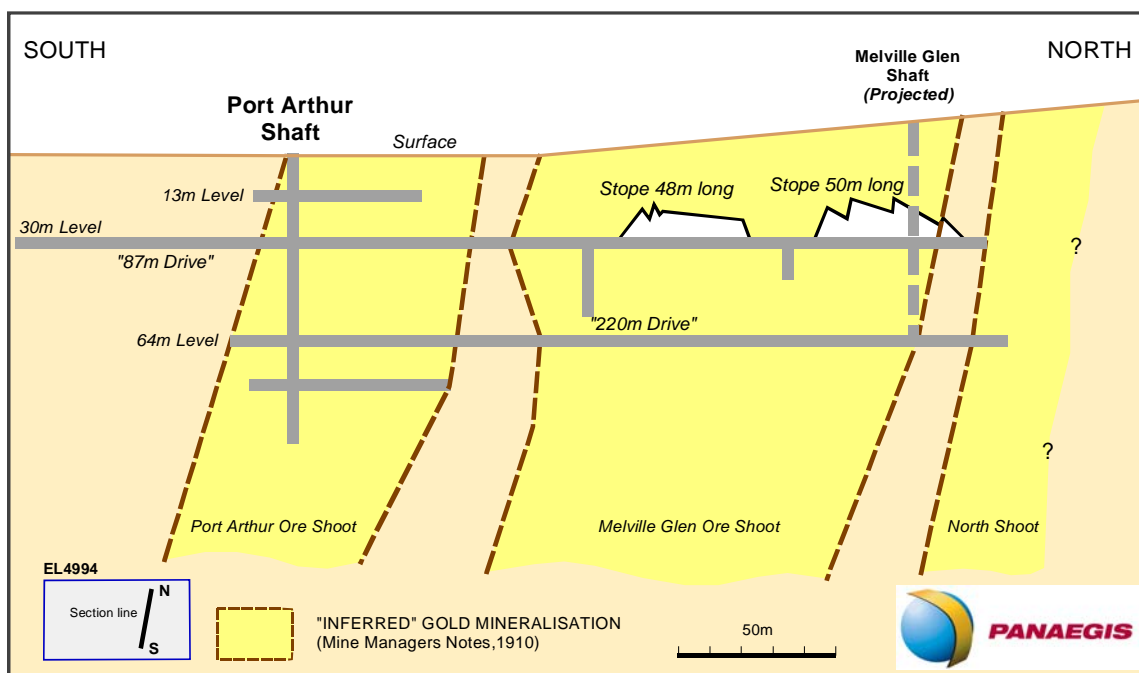 SOUTH
NORTH
Melville Glen
Shaft
(Projected)
Port Arthur
Shaft
Surface
13m Level
Stope 48m long
Stope 50m long
30m Level
"87m Drive"
?
"220m Drive"
64m Level
?
Port Arthur Ore Shoot
Melville Glen Ore Shoot
North Shoot
EL4994
N
Section line
S
"INFERRED" GOLD MINERALISATION
(Mine Managers Notes,1910)
50m
PANAEGIS